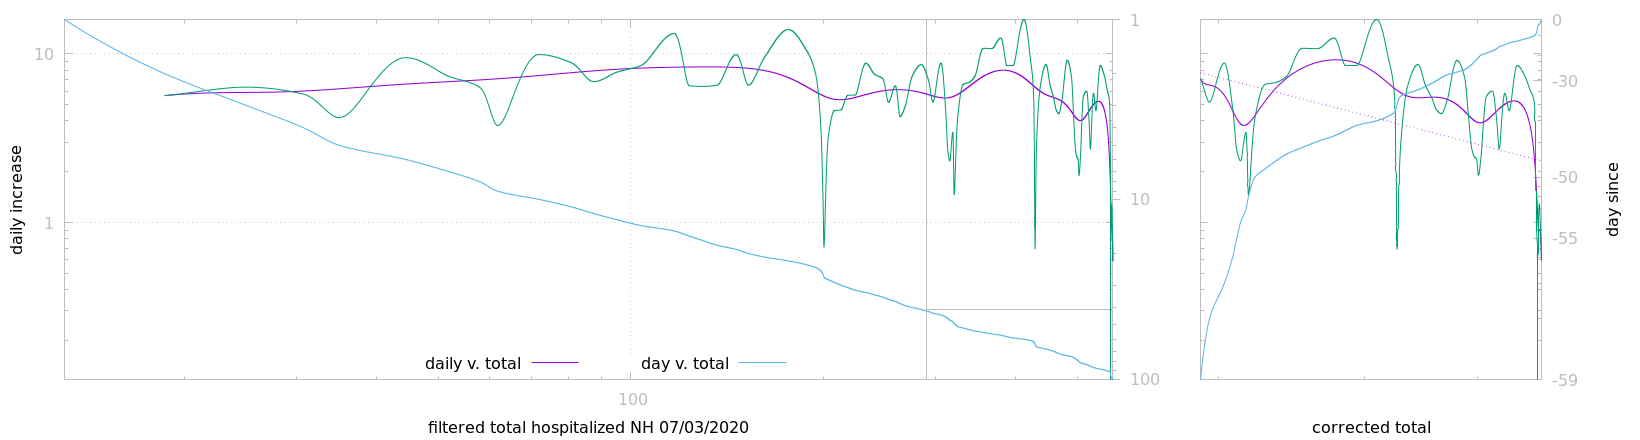 10
1
daily increase
daily v. total
day v. total
100
filtered total hospitalized NH 07/03/2020
1
10
100
0
-30
-50
-55
-59
day since
corrected total